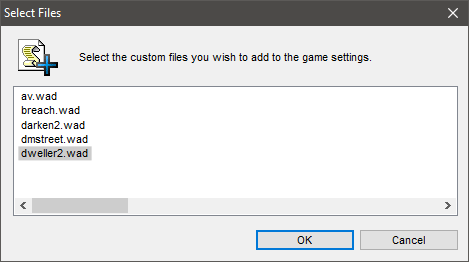 Select Files
Select the custom files you wish to add to the game settings.
av.wad
breach.wad
darken2.wad
dmstreet.wad
dweller2.wad
OK
Cancel